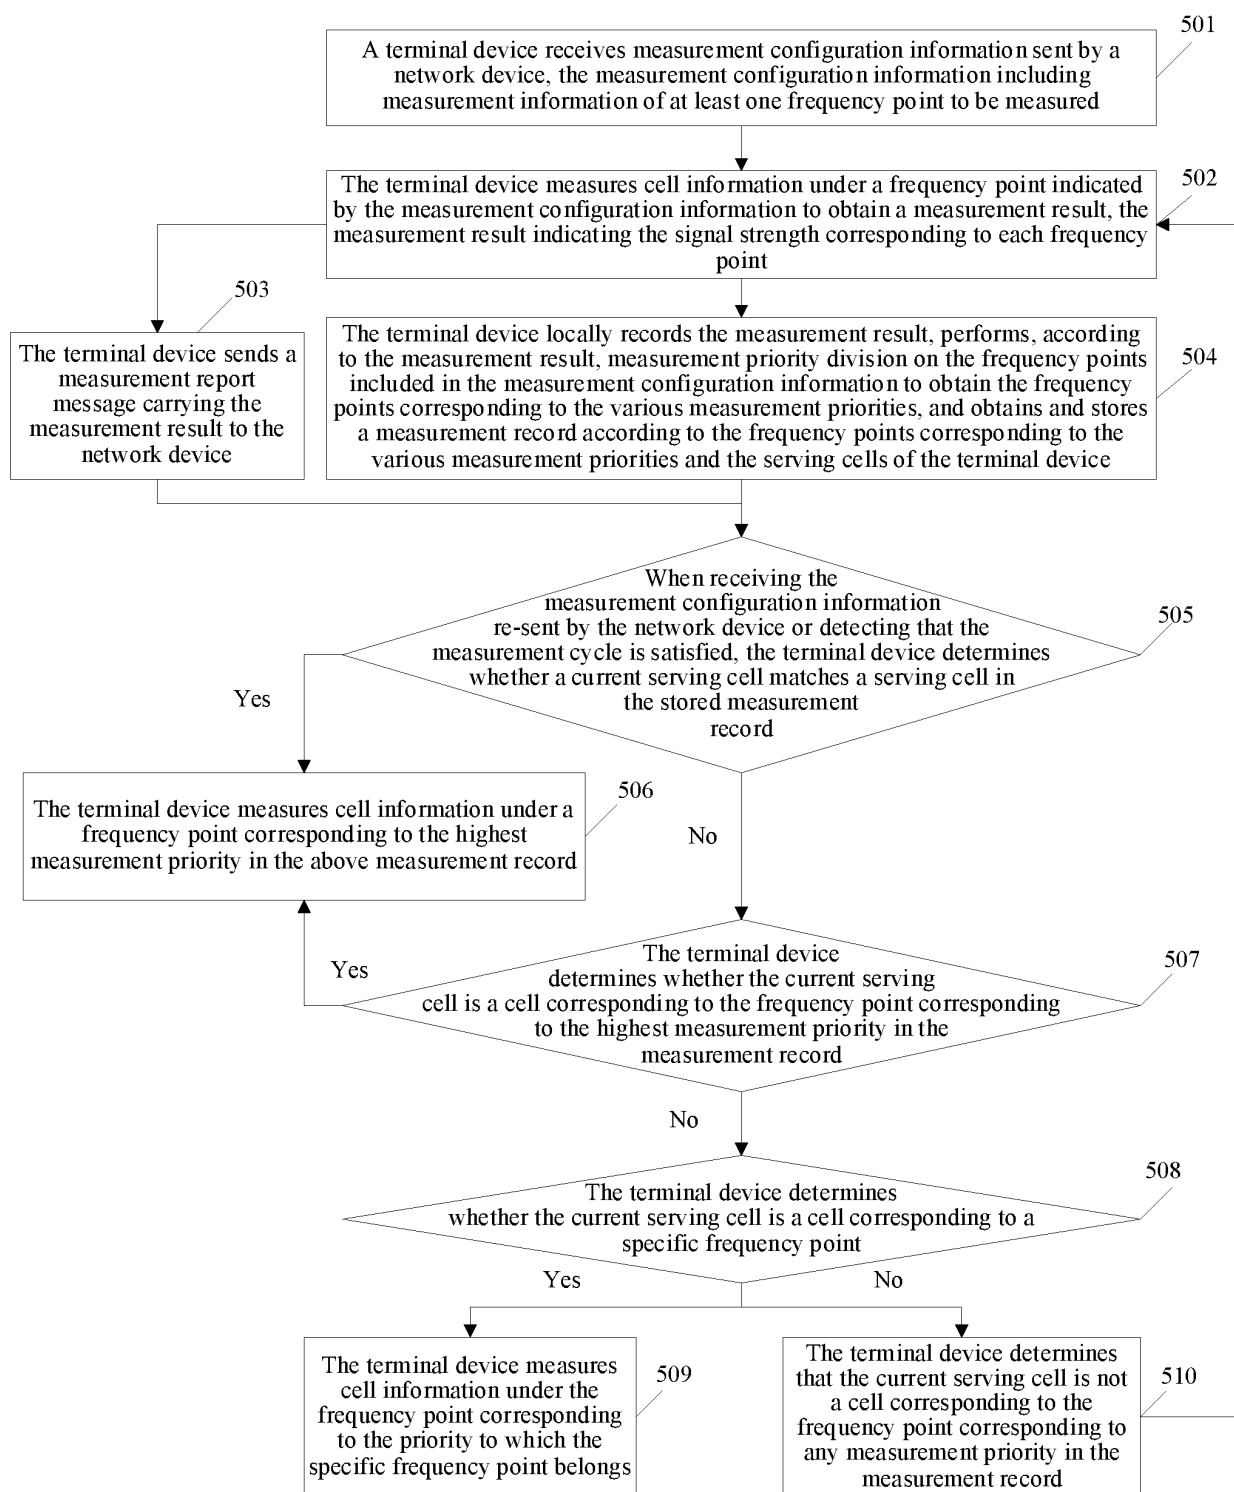 501
A terminal device receives measurement configuration information sent by a
network device, the measurement configuration information including
measurement information of at least one frequency point to be measured
502
The terminal device measures cell information under a frequency point indicated
by the measurement configuration information to obtain a measurement result, the
measurement result indicating the signal strength corresponding to each frequency
point
503
The terminal device sends a
measurement report
message carrying the
measurement result to the
network device
504
The terminal device locally records the measurement result, performs, according
to the measurement result, measurement priority division on the frequency points
included in the measurement configuration information to obtain the frequency
points corresponding to the various measurement priorities, and obtains and stores
a measurement record according to the frequency points corresponding to the
various measurement priorities and the serving cells of the terminal device
505
When receiving the
measurement configuration information
re-sent by the network device or detecting that the
measurement cycle is satisfied, the terminal device determines
whether a current serving cell matches a serving cell in
the stored measurement
record
Yes
No
506
The terminal device measures cell information under a
frequency point corresponding to the highest
measurement priority in the above measurement record
507
The terminal device
determines whether the current serving
cell is a cell corresponding to the frequency point corresponding
to the highest measurement priority in the
measurement record
Yes
No
508
The terminal device determines
whether the current serving cell is a cell corresponding to a
specific frequency point
Yes
No
509
The terminal device measures
cell information under the
frequency point corresponding
to the priority to which the
specific frequency point belongs
510
The terminal device determines
that the current serving cell is not
a cell corresponding to the
frequency point corresponding to
any measurement priority in the
measurement record